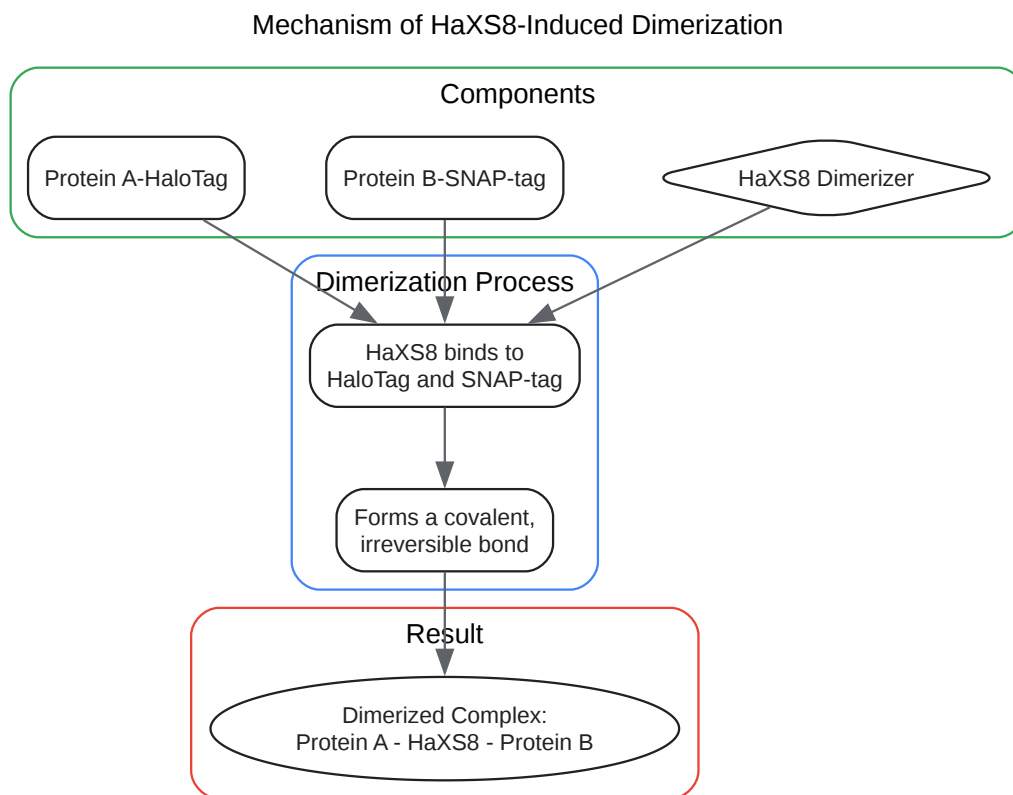 Mechanism of HaXS8-Induced Dimerization
Components
Protein A-HaloTag
Protein B-SNAP-tag
HaXS8 Dimerizer
Dimerization Process
HaXS8 binds to
HaloTag and SNAP-tag
Forms a covalent,
irreversible bond
Result
Dimerized Complex:
Protein A - HaXS8 - Protein B